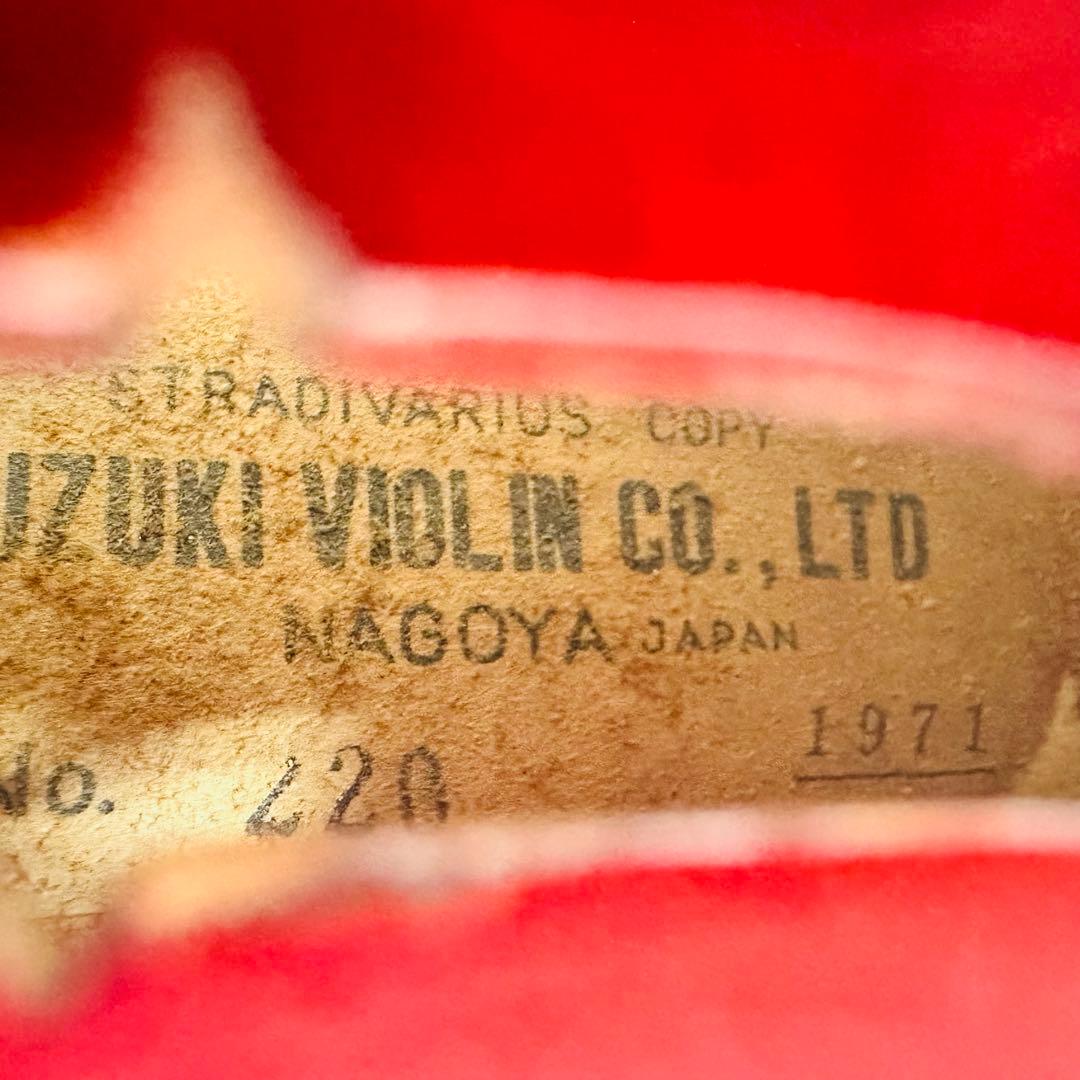 STRADIVARIUS COPY
UZUKI VIOLIN CO., LTD
NAGOYA JAPAN
1971
No. 220